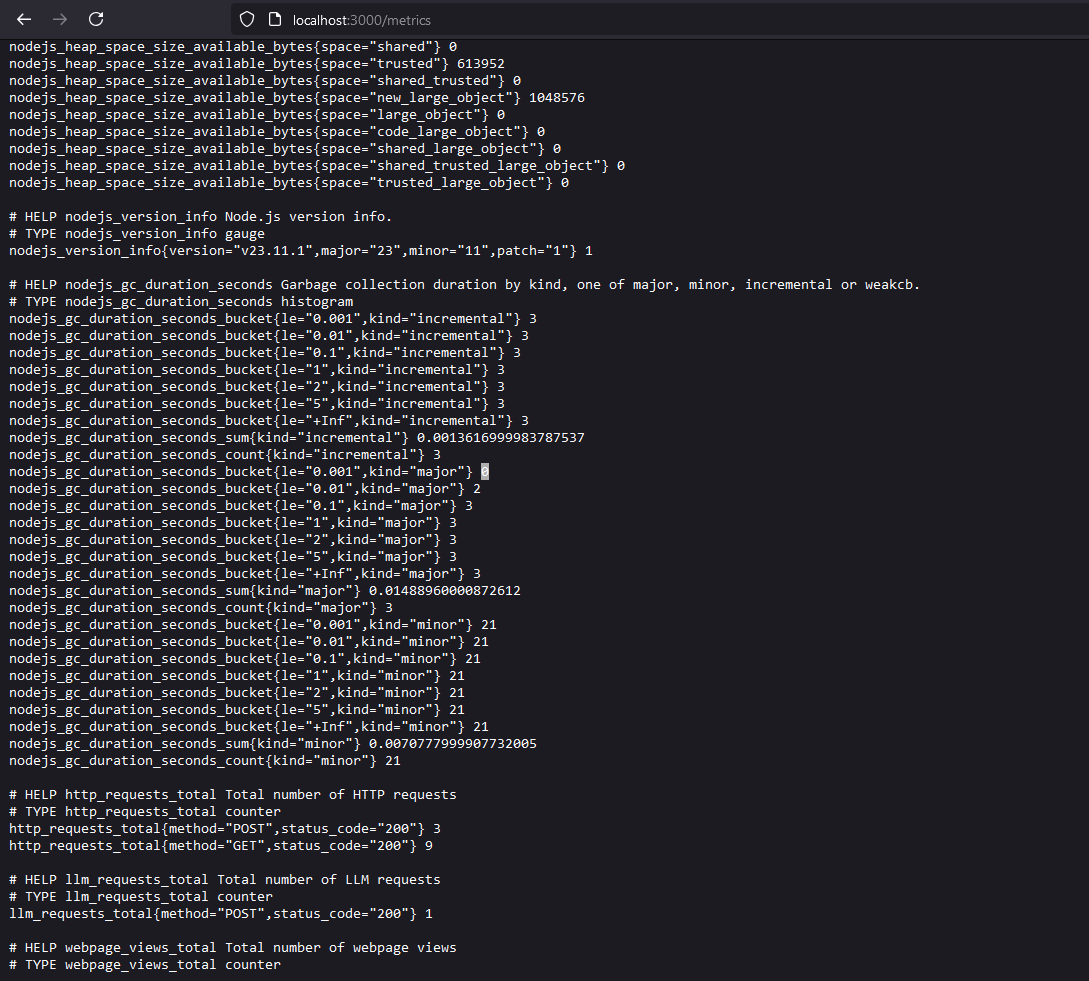 localhost:3000/metrics
nodejs_heap_space_size_available_bytes{space="shared"} 0
nodejs_heap_space_size_available_bytes{space="trusted"} 613952
nodejs_heap_space_size_available_bytes{space="shared_trusted"} 0
nodejs_heap_space_size_available_bytes{space="new_large_object"} 1048576
nodejs_heap_space_size_available_bytes{space="large_object"} 0
nodejs_heap_space_size_available_bytes{space="code_large_object"} 0
nodejs_heap_space_size_available_bytes{space="shared_large_object"} 0
nodejs_heap_space_size_available_bytes{space="shared_trusted_large_object"} 0
nodejs_heap_space_size_available_bytes{space="trusted_large_object"} 0

# HELP nodejs_version_info Node.js version info.
# TYPE nodejs_version_info gauge
nodejs_version_info{version="v23.11.1",major="23",minor="11",patch="1"} 1

# HELP nodejs_gc_duration_seconds Garbage collection duration by kind, one of major, minor, incremental or weakcb.
# TYPE nodejs_gc_duration_seconds histogram
nodejs_gc_duration_seconds_bucket{le="0.001",kind="incremental"} 3
nodejs_gc_duration_seconds_bucket{le="0.01",kind="incremental"} 3
nodejs_gc_duration_seconds_bucket{le="0.1",kind="incremental"} 3
nodejs_gc_duration_seconds_bucket{le="1",kind="incremental"} 3
nodejs_gc_duration_seconds_bucket{le="2",kind="incremental"} 3
nodejs_gc_duration_seconds_bucket{le="5",kind="incremental"} 3
nodejs_gc_duration_seconds_bucket{le="+Inf",kind="incremental"} 3
nodejs_gc_duration_seconds_sum{kind="incremental"} 0.0013616999983787537
nodejs_gc_duration_seconds_count{kind="incremental"} 3
nodejs_gc_duration_seconds_bucket{le="0.001",kind="major"} 0
nodejs_gc_duration_seconds_bucket{le="0.01",kind="major"} 2
nodejs_gc_duration_seconds_bucket{le="0.1",kind="major"} 3
nodejs_gc_duration_seconds_bucket{le="1",kind="major"} 3
nodejs_gc_duration_seconds_bucket{le="2",kind="major"} 3
nodejs_gc_duration_seconds_bucket{le="5",kind="major"} 3
nodejs_gc_duration_seconds_bucket{le="+Inf",kind="major"} 3
nodejs_gc_duration_seconds_sum{kind="major"} 0.01488960000872612
nodejs_gc_duration_seconds_count{kind="major"} 3
nodejs_gc_duration_seconds_bucket{le="0.001",kind="minor"} 21
nodejs_gc_duration_seconds_bucket{le="0.01",kind="minor"} 21
nodejs_gc_duration_seconds_bucket{le="0.1",kind="minor"} 21
nodejs_gc_duration_seconds_bucket{le="1",kind="minor"} 21
nodejs_gc_duration_seconds_bucket{le="2",kind="minor"} 21
nodejs_gc_duration_seconds_bucket{le="5",kind="minor"} 21
nodejs_gc_duration_seconds_bucket{le="+Inf",kind="minor"} 21
nodejs_gc_duration_seconds_sum{kind="minor"} 0.0070777999907732005
nodejs_gc_duration_seconds_count{kind="minor"} 21

# HELP http_requests_total Total number of HTTP requests
# TYPE http_requests_total counter
http_requests_total{method="POST",status_code="200"} 3
http_requests_total{method="GET",status_code="200"} 9

# HELP llm_requests_total Total number of LLM requests
# TYPE llm_requests_total counter
llm_requests_total{method="POST",status_code="200"} 1

# HELP webpage_views_total Total number of webpage views
# TYPE webpage_views_total counter